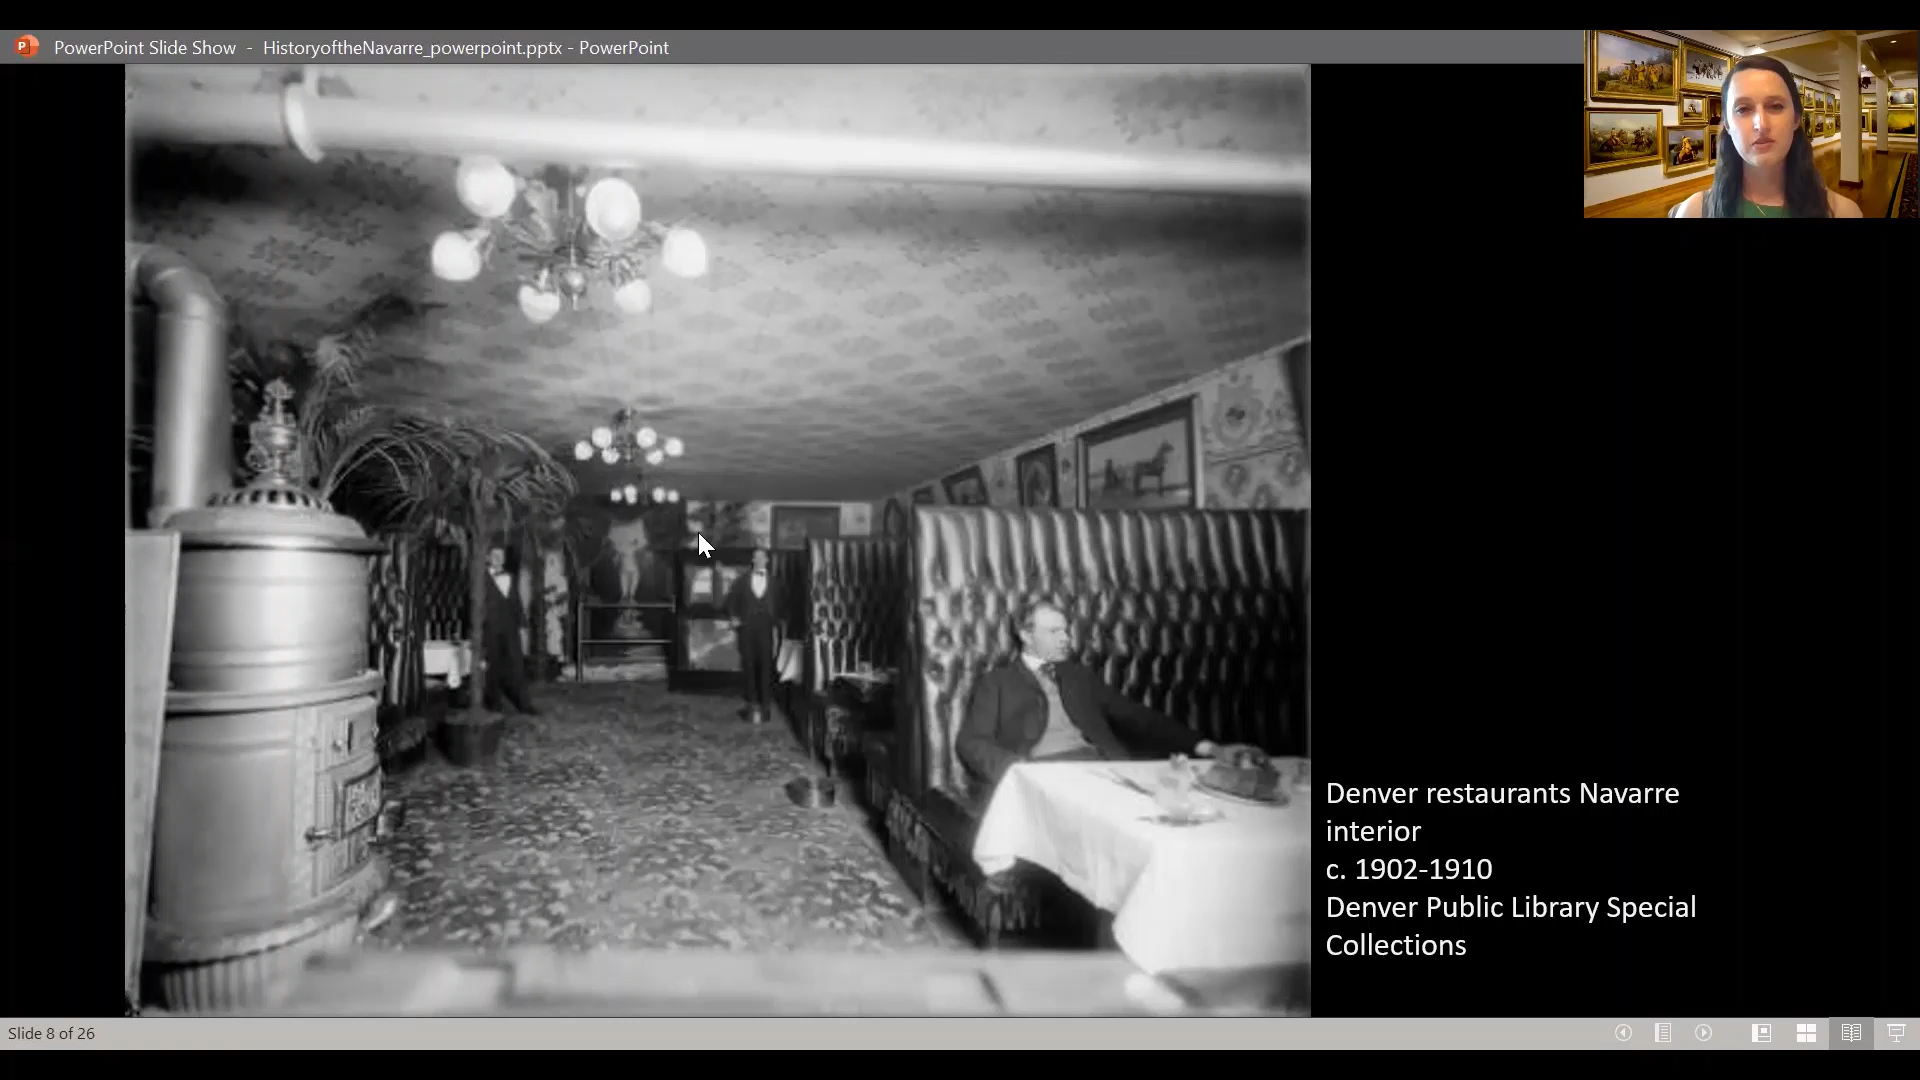 P PowerPoint Slide Show - HistoryoftheNavarre_powerpoint.pptx - PowerPoint
Denver restaurants Navarre
interior
c. 1902-1910
Denver Public Library Special
Collections
Slide 8 of 26